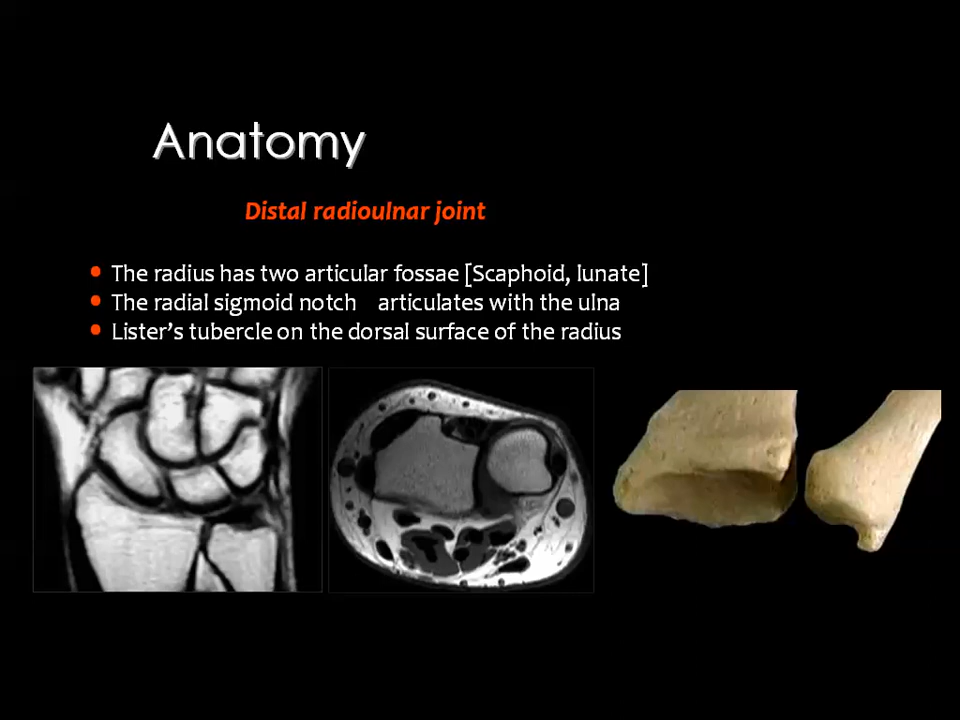 Anatomy
Distal radioulnar joint
• The radius has two articular fossae [Scaphoid, lunate]
• The radial sigmoid notch articulates with the ulna
• Lister’s tubercle on the dorsal surface of the radius